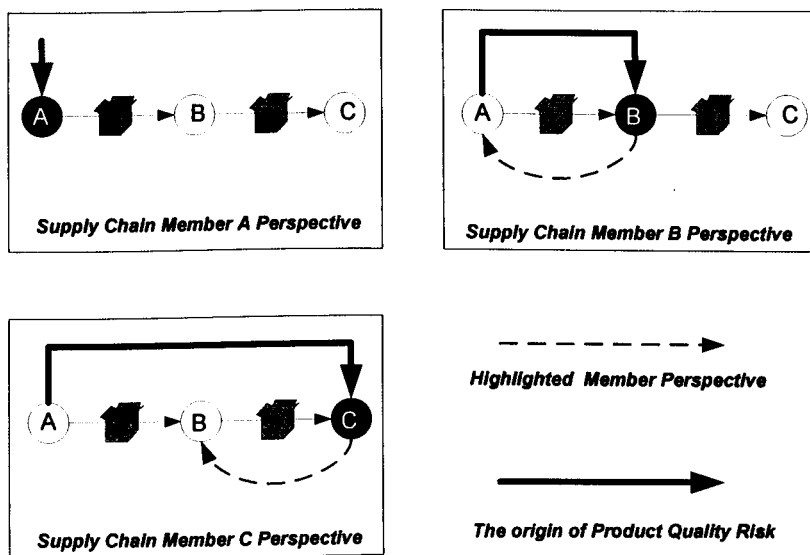 A B C
Supply Chain Member A Perspective
A B C
Supply Chain Member B Perspective
A B C
Supply Chain Member C Perspective
Highlighted Member Perspective
The origin of Product Quality Risk